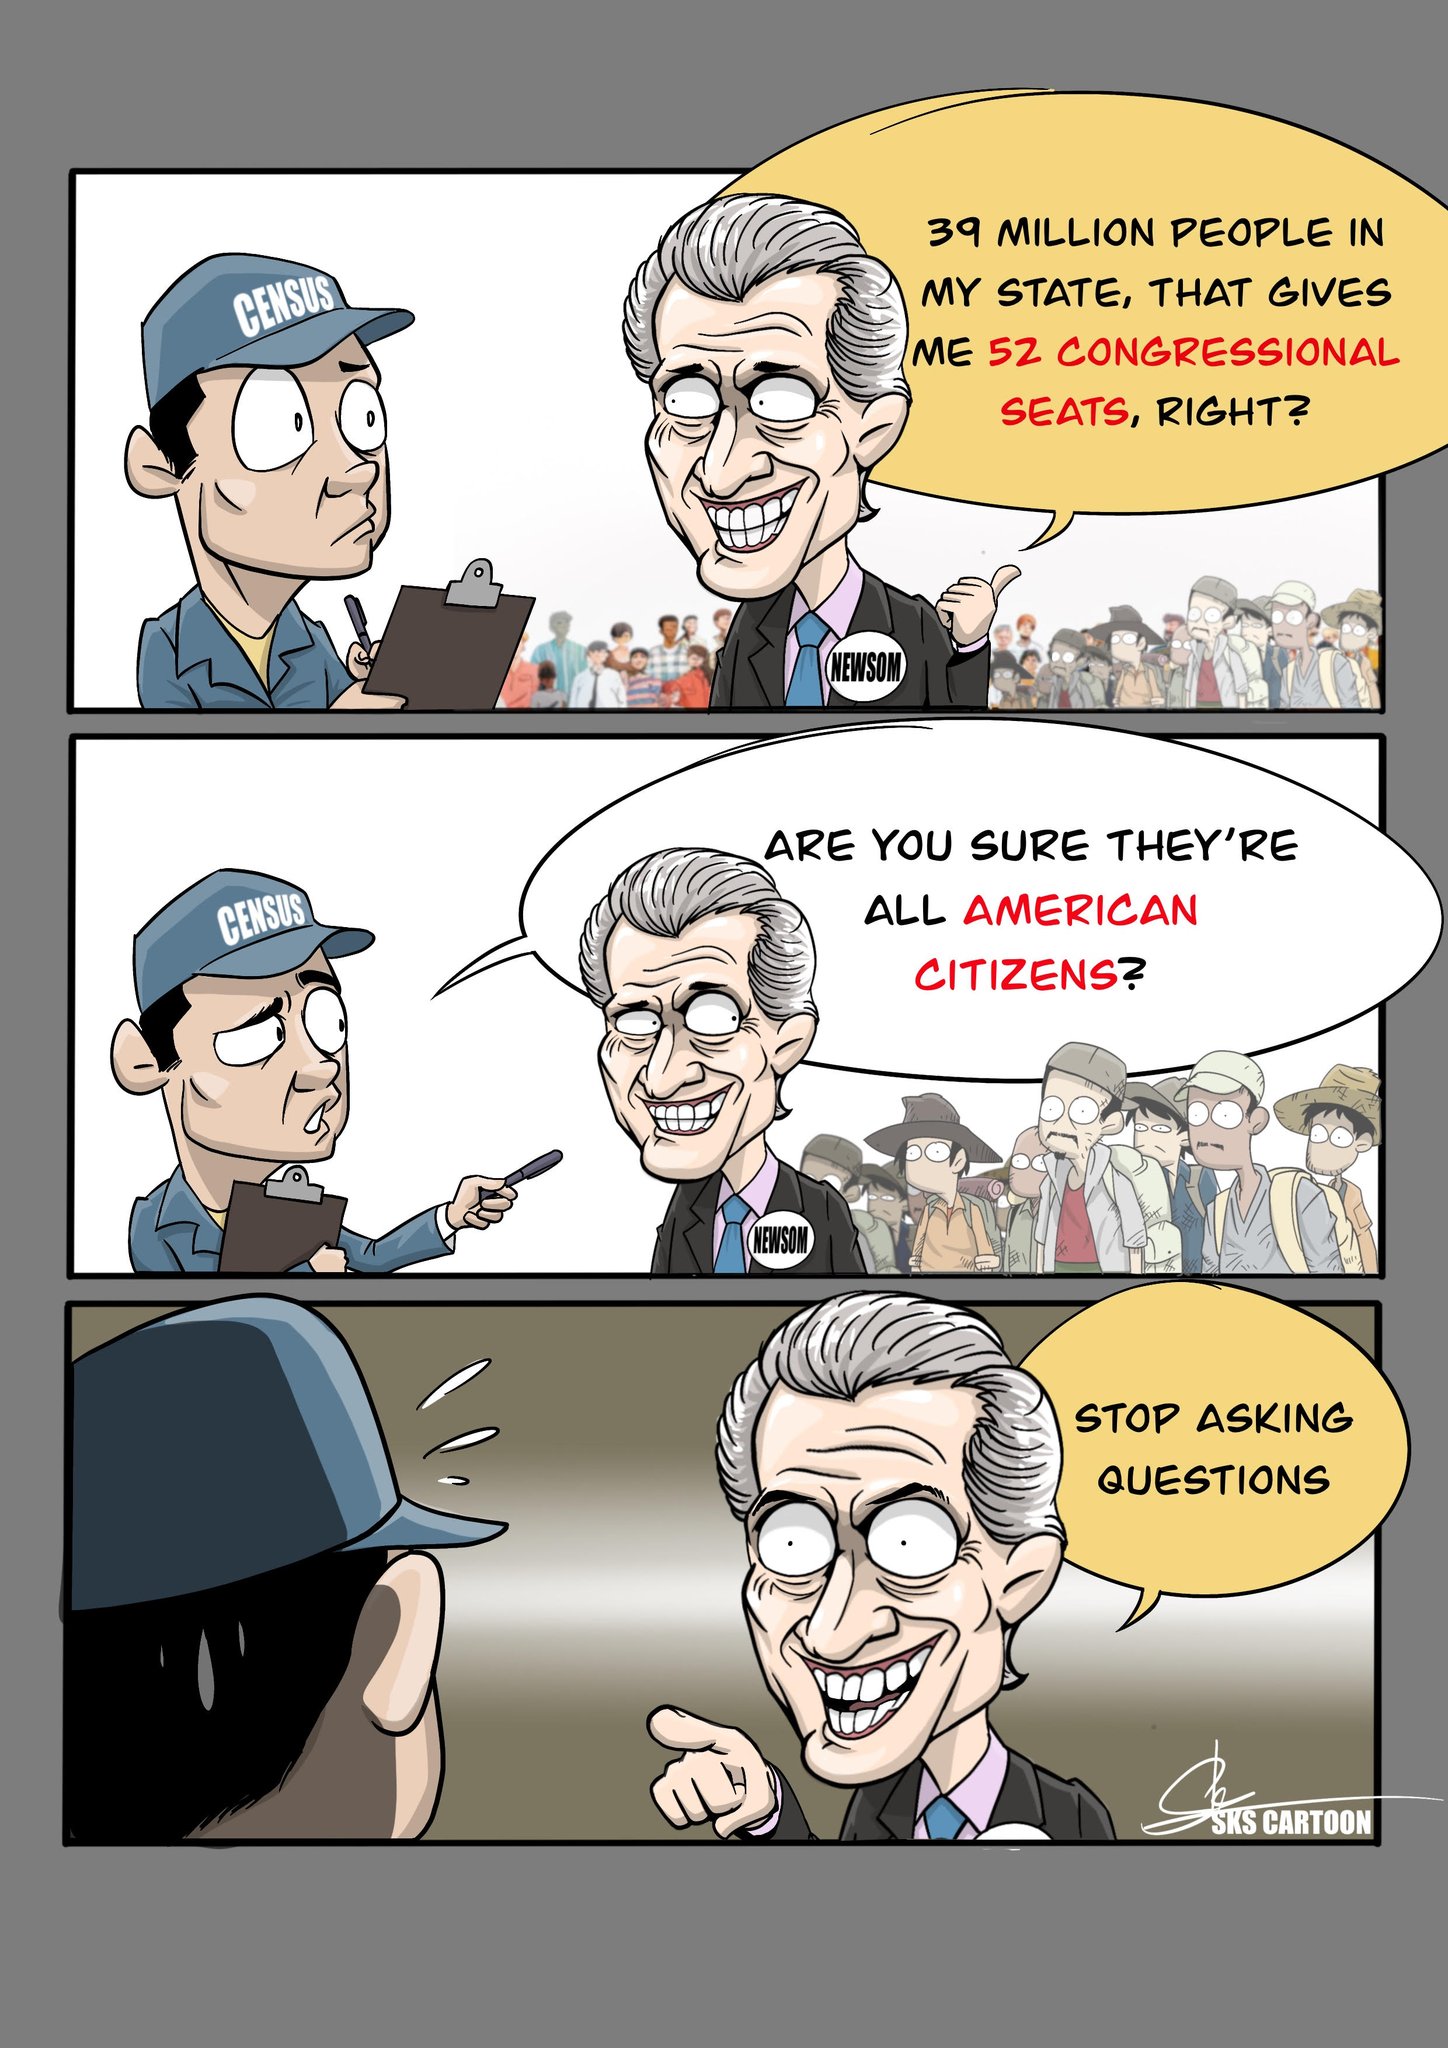 39 MILLION PEOPLE IN
MY STATE, THAT GIVES
ME 52 CONGRESSIONAL
SEATS, RIGHT?
CENSUS
NEWSOM
ARE YOU SURE THEY'RE
ALL AMERICAN
CITIZENS?
CENSUS
NEWSOM
STOP ASKING
QUESTIONS
SKS CARTOON